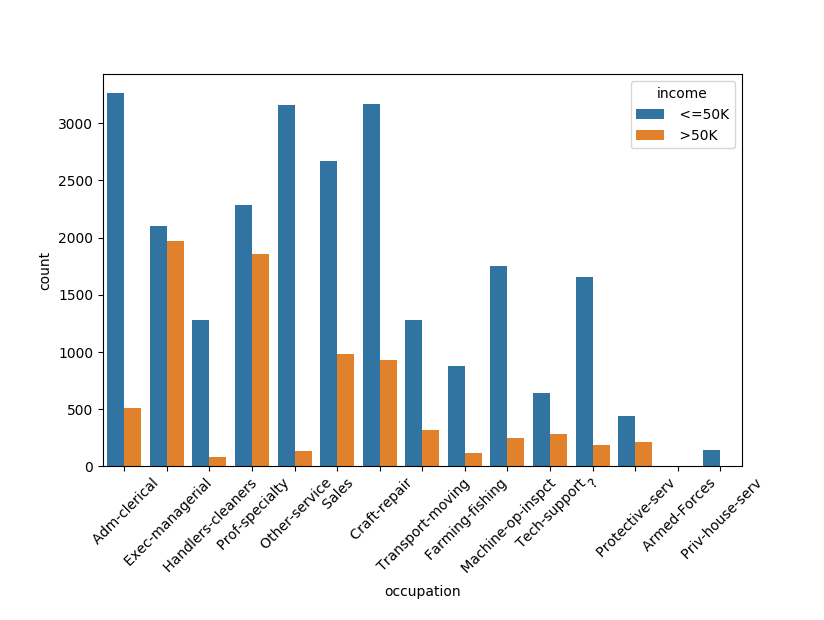 income
<=50K
>50K
3000
2500
2000
1500
1000
500
0
count
Adm-clerical
Exec-managerial
Handlers-cleaners
Prof-specialty
Other-service
Sales
Craft-repair
Transport-moving
Farming-fishing
Machine-op-inspct
Tech-support
?
Protective-serv
Armed-Forces
Priv-house-serv
occupation